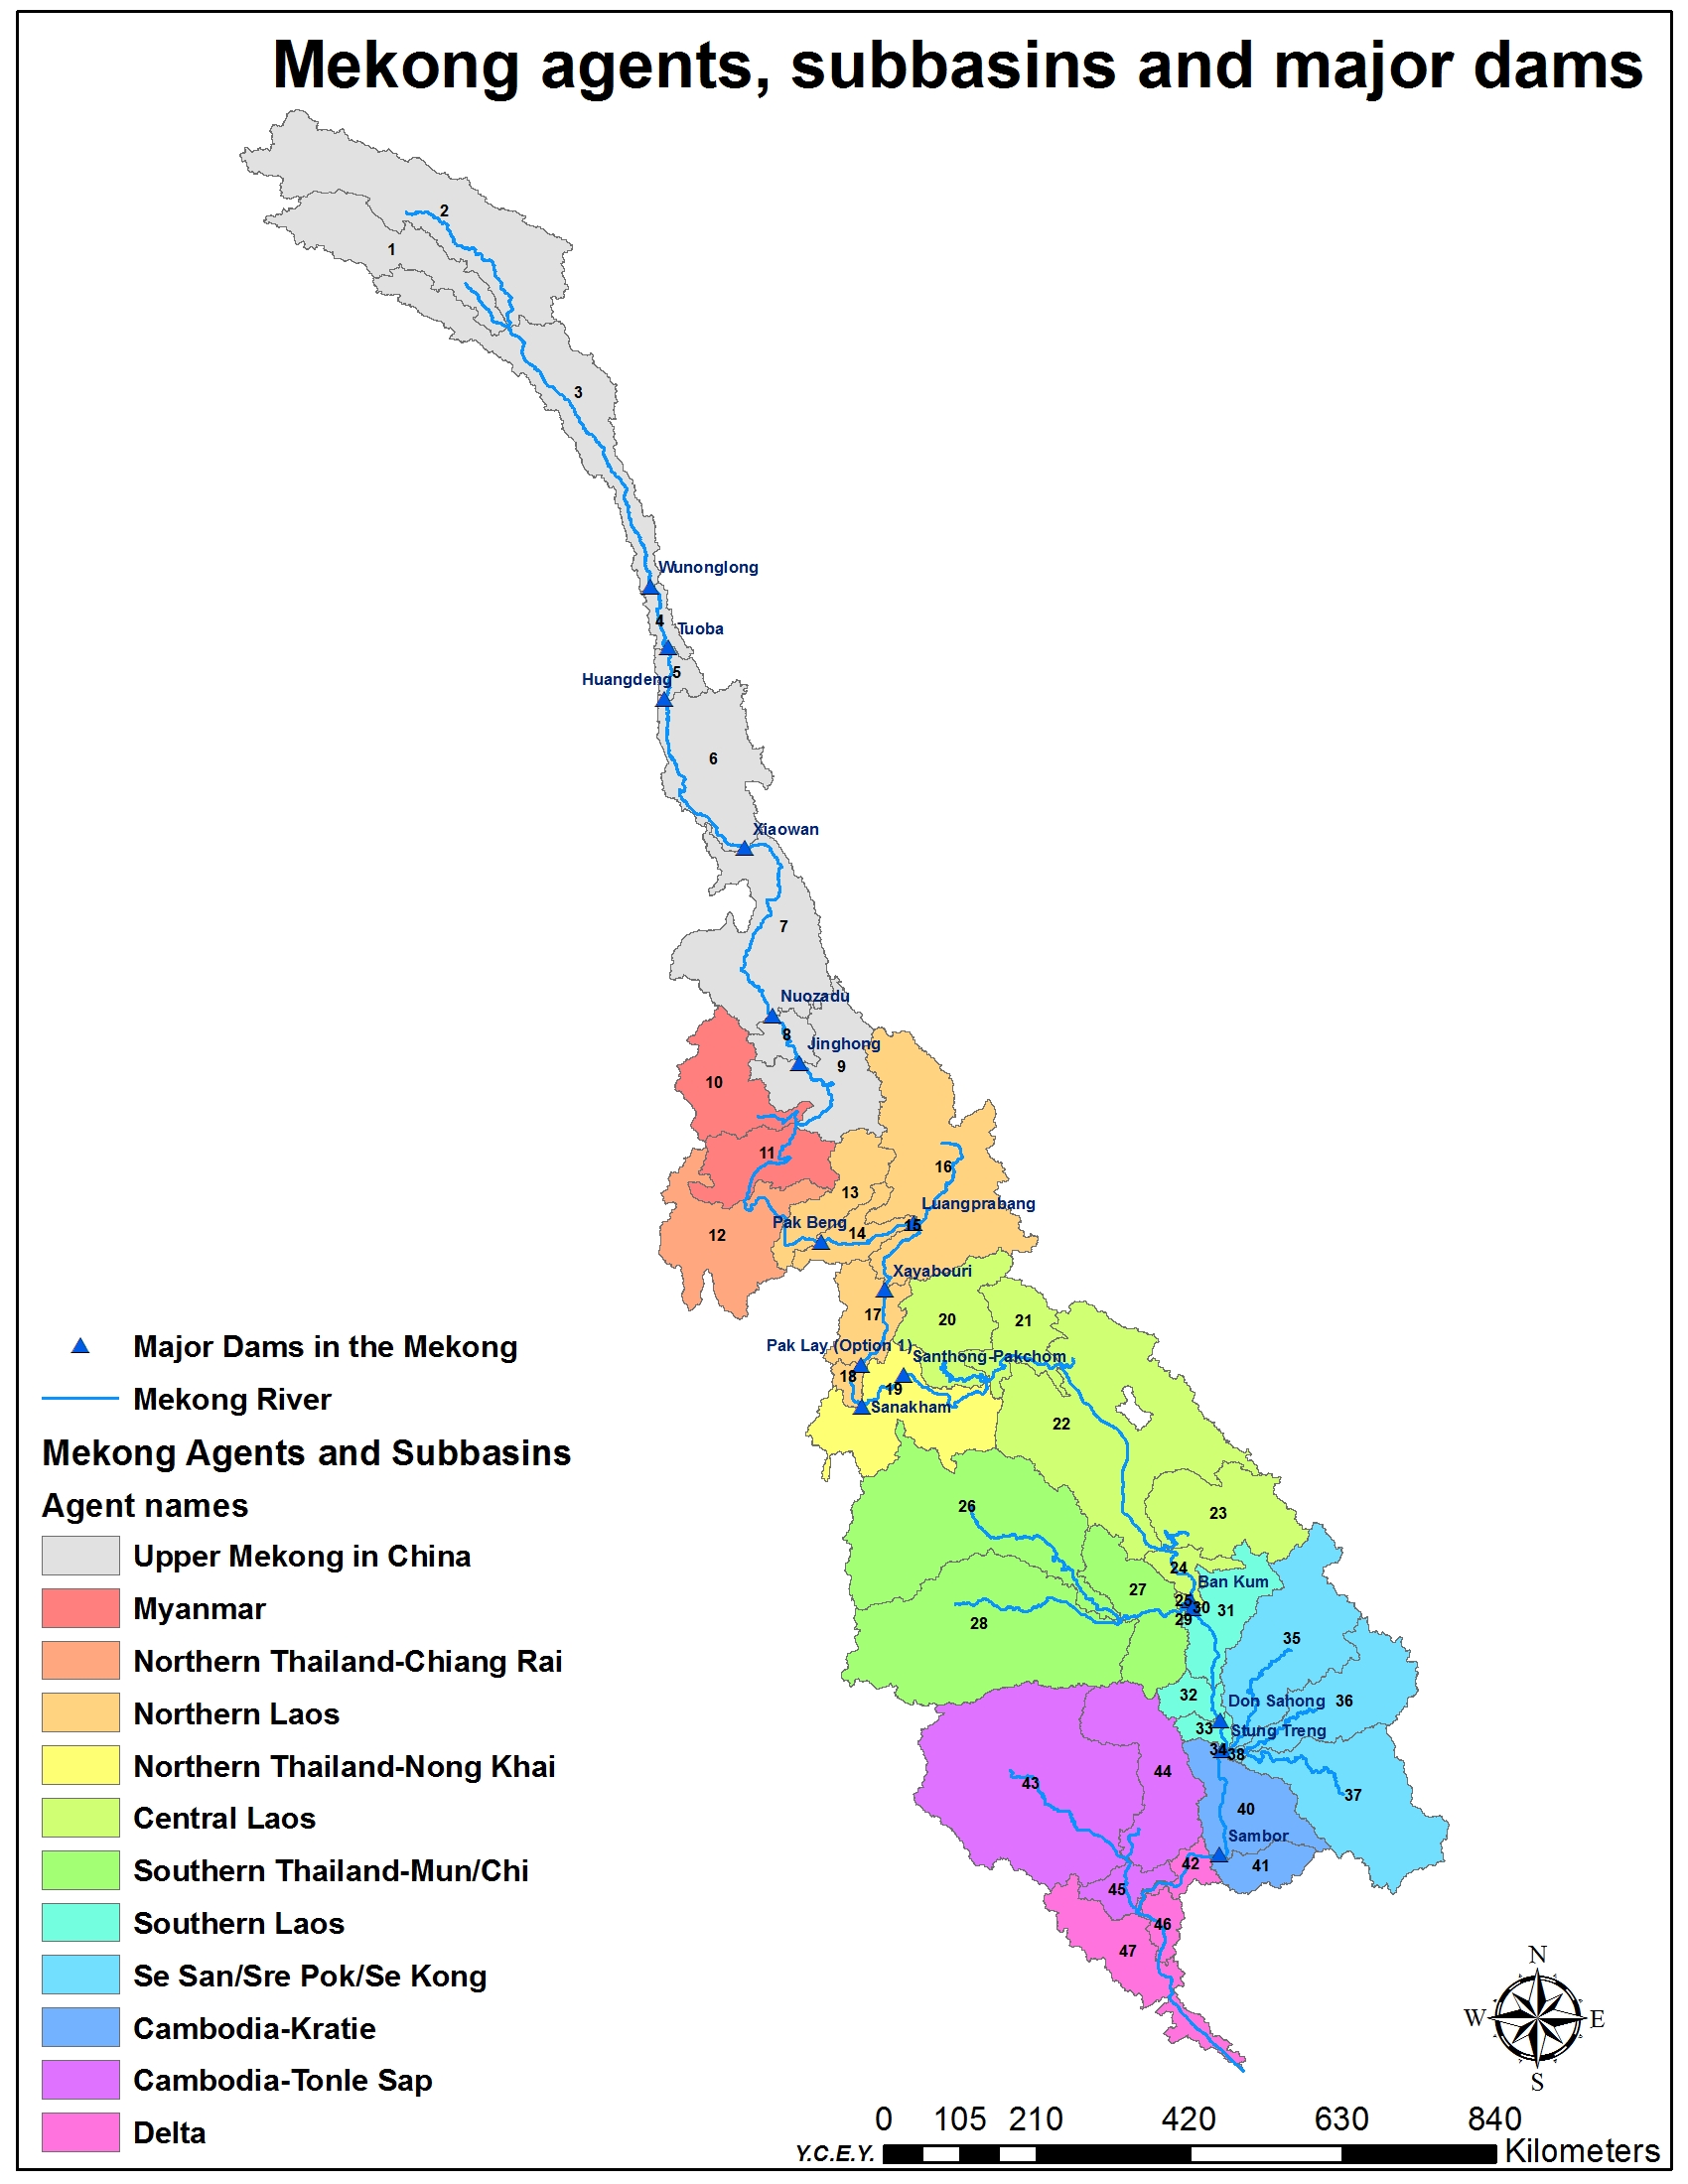 Mekong agents, subbasins and major dams
2
1
3
Wunonglong
4
Tuoba
5
Huangdeng
6
Xiaowan
7
Nuozadu
8
Jinghong
9
10
11
16
13
Luangprabang
Pak Beng
15
14
12
Xayabouri
17
20
21
Pak Lay (Option 1)
Santhong-Pakchom
18
19
Sanakham
22
26
23
24
Ban Kum
27
25
30
31
29
28
35
32
Don Sahong
36
33
Stung Treng
34
38
44
43
37
40
Sambor
42
41
45
46
47
Major Dams in the Mekong
Mekong River
Mekong Agents and Subbasins
Agent names
Upper Mekong in China
Myanmar
Northern Thailand-Chiang Rai
Northern Laos
Northern Thailand-Nong Khai
Central Laos
Southern Thailand-Mun/Chi
Southern Laos
Se San/Sre Pok/Se Kong
Cambodia-Kratie
Cambodia-Tonle Sap
Delta
N
W
E
S
0 105 210 420 630 840
Y.C.E.Y.
Kilometers